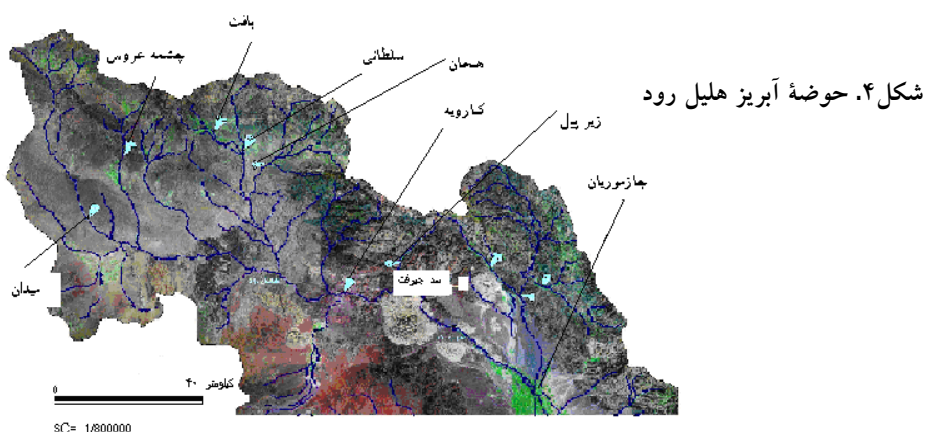 بافت
چشمه عروس
سلطانی
هنجان
شکل۴. حوضهٔ آبریز هلیل رود
کارویه
زیر پیل
جازموریان
سد جیرفت
میدان
0
۴۰ کیلومتر
SC= 1/800000